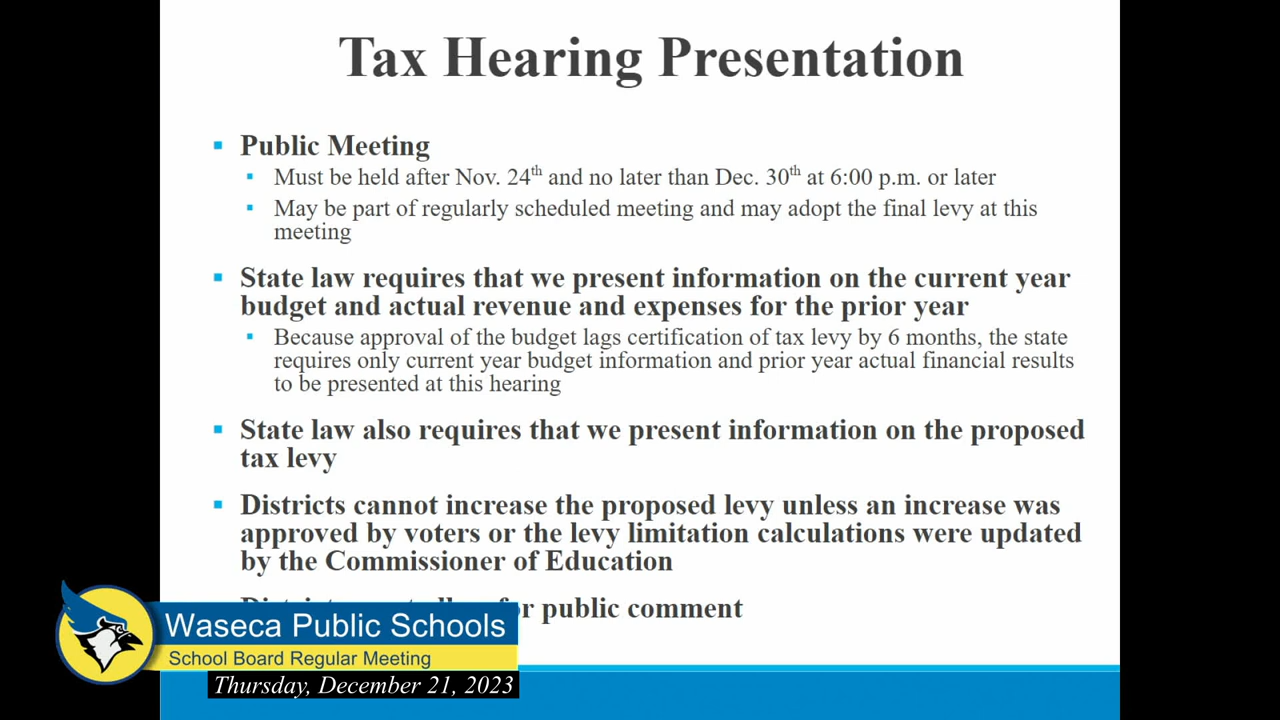 Tax Hearing Presentation
Public Meeting
Must be held after Nov. 24th and no later than Dec. 30th at 6:00 p.m. or later
May be part of regularly scheduled meeting and may adopt the final levy at this
meeting
State law requires that we present information on the current year
budget and actual revenue and expenses for the prior year
Because approval of the budget lags certification of tax levy by 6 months, the state
requires only current year budget information and prior year actual financial results
to be presented at this hearing
State law also requires that we present information on the proposed
tax levy
Districts cannot increase the proposed levy unless an increase was
approved by voters or the levy limitation calculations were updated
by the Commissioner of Education
public comment
Waseca Public Schools
School Board Regular Meeting
Thursday, December 21, 2023